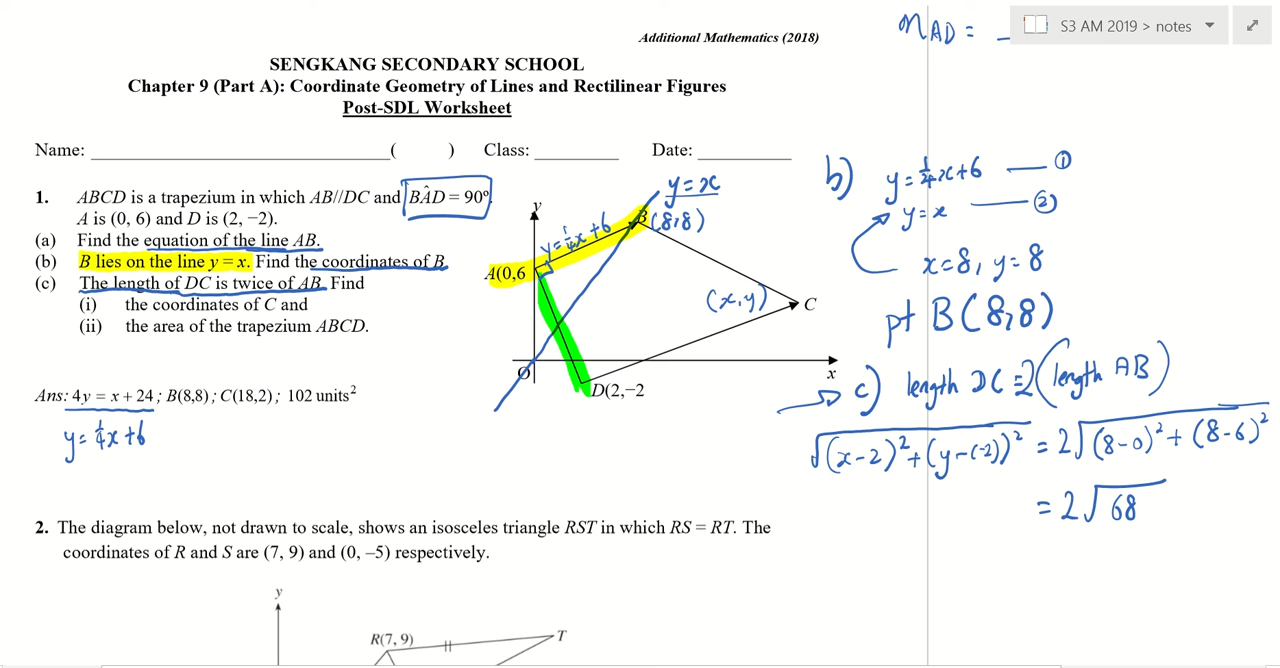 Additional Mathematics (2018)
SENGKANG SECONDARY SCHOOL
Chapter 9 (Part A): Coordinate Geometry of Lines and Rectilinear Figures
Post-SDL Worksheet
Name: ( ) Class: Date:
1. ABCD is a trapezium in which AB//DC and BÂD = 90º.
A is (0, 6) and D is (2, −2).
(a) Find the equation of the line AB.
(b) B lies on the line y = x. Find the coordinates of B.
(c) The length of DC is twice of AB. Find
(i) the coordinates of C and
(ii) the area of the trapezium ABCD.
Ans: 4y = x + 24 ; B(8,8) ; C(18,2) ; 102 units²
y = ¼x+6
y
y=x
B
(8,8)
y=¼x+6
A(0,6
(x,y)
C
O
x
D(2,−2
2. The diagram below, not drawn to scale, shows an isosceles triangle RST in which RS = RT. The
coordinates of R and S are (7, 9) and (0, –5) respectively.
y
R(7, 9)
T
m AD =
S3 AM 2019 > notes
b) y = ¼x+6 —— ①
y = x —— ②
x=8, y=8
pt B(8,8)
c) length DC = 2(length AB)
√((x−2)²+(y−(−2))²) = 2√((8−0)²+(8−6)²)
= 2√68